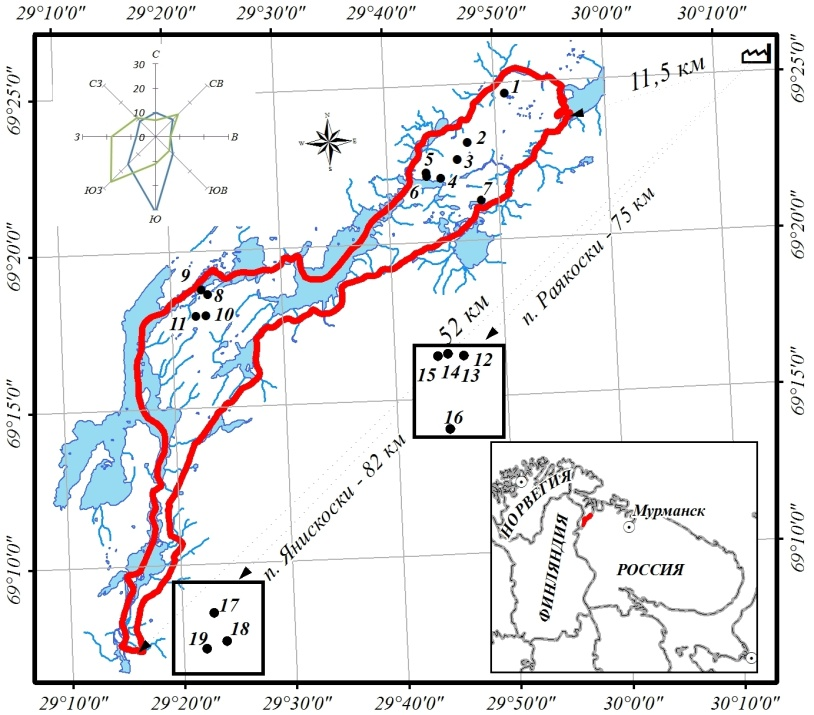 29°10'0" 29°20'0" 29°30'0" 29°40'0" 29°50'0" 30°00'0" 30°10'0"
69°25'0"
69°25'0"
С
30
20
10
0
СЗ
СВ
З
В
ЮЗ
ЮВ
Ю
N
W
E
S
11,5 км
1
2
3
5
4
6
7
69°20'0"
69°20'0"
9
8
11
10
п. Раякоски - 75 км
52 км
15 14 12
13
16
69°15'0"
69°15'0"
п. Янискоски - 82 км
НОРВЕГИЯ
ФИНЛЯНДИЯ
Мурманск
РОССИЯ
69°10'0"
69°10'0"
17
19
18
29°10'0" 29°20'0" 29°30'0" 29°40'0" 29°50'0" 30°00'0" 30°10'0"